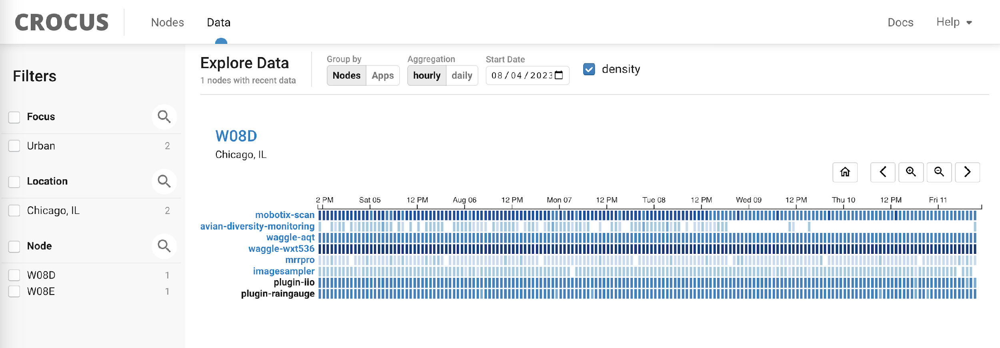 CROCUS
Nodes
Data
Docs
Help
Filters
Focus
Urban 2
Location
Chicago, IL 2
Node
W08D 1
W08E 1
Explore Data
1 nodes with recent data
Group by
Nodes Apps
Aggregation
hourly daily
Start Date
08/04/2023
density
W08D
Chicago, IL
2 PM Sat 05 12 PM Aug 06 12 PM Mon 07 12 PM Tue 08 12 PM Wed 09 12 PM Thu 10 12 PM Fri 11
mobotix-scan
avian-diversity-monitoring
waggle-aqt
waggle-wxt536
mrrpro
imagesampler
plugin-iio
plugin-raingauge